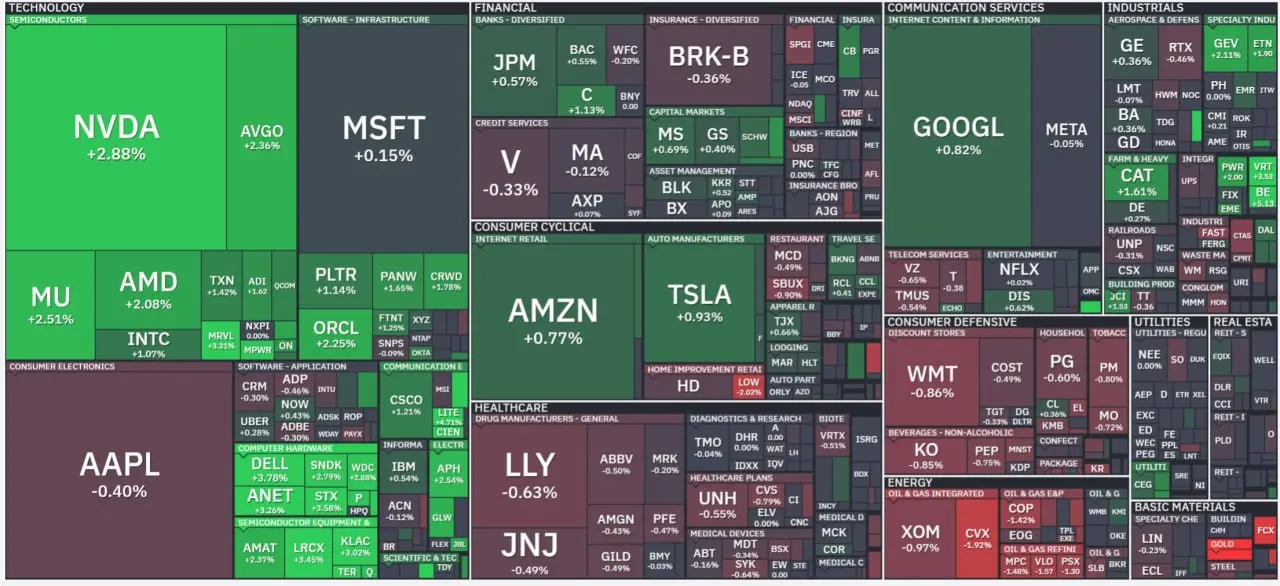 TECHNOLOGY
SEMICONDUCTORS
NVDA
+2.88%
AVGO
+2.36%
MU
+2.51%
AMD
+2.08%
INTC
+1.07%
TXN
+1.42%
ADI
+1.62
QCOM
MRVL
+3.31%
NXPI
0.00%
MPWR
ON
SOFTWARE - INFRASTRUCTURE
MSFT
+0.15%
PLTR
+1.14%
PANW
+1.65%
CRWD
+1.78%
ORCL
+2.25%
FTNT
+1.25%
XYZ
SNPS
-0.09%
NTAP
OKTA
CONSUMER ELECTRONICS
AAPL
-0.40%
SOFTWARE - APPLICATION
CRM
-0.30%
ADP
-0.46%
INTU
UBER
+0.28%
NOW
+0.43%
ADSK
ROP
ADBE
-0.30%
WDAY
PAYX
COMMUNICATION E
CSCO
+1.21%
MSI
LITE
+4.71%
CIEN
COMPUTER HARDWARE
DELL
+3.78%
SNDK
+2.79%
WDC
+2.88%
ANET
+3.26%
STX
+3.58%
P
HPQ
INFORMA
IBM
+0.54%
ACN
-0.12%
BR
ELECTR
APH
+2.54%
GLW
FLEX
JBL
SEMICONDUCTOR EQUIPMENT &
AMAT
+2.37%
LRCX
+3.45%
KLAC
+3.02%
TER
Q
SCIENTIFIC & TEC
TDY
FINANCIAL
BANKS - DIVERSIFIED
JPM
+0.57%
BAC
+0.55%
WFC
-0.20%
C
+1.13%
BNY
0.00
INSURANCE - DIVERSIFIED
BRK-B
-0.36%
FINANCIAL
SPGI
CME
ICE
-0.05
MCO
NDAQ
MSCI
INSURA
CB
PGR
TRV
ALL
CINF
WRB
L
MET
AFL
PRU
CREDIT SERVICES
V
-0.33%
MA
-0.12%
COF
AXP
+0.07%
SYF
CAPITAL MARKETS
MS
+0.69%
GS
+0.40%
SCHW
ASSET MANAGEMENT
BLK
KKR
+0.52
STT
AMP
BX
APO
+0.09
ARES
BANKS - REGION
USB
PNC
0.00%
TFC
CFG
INSURANCE BRO
AON
AJG
CONSUMER CYCLICAL
INTERNET RETAIL
AMZN
+0.77%
AUTO MANUFACTURERS
TSLA
+0.93%
F
HOME IMPROVEMENT RETAI
HD
LOW
-2.02%
RESTAURANT
MCD
-0.49%
SBUX
-0.90%
DRI
TRAVEL SE
BKNG
ABNB
RCL
+0.41
CCL
EXPE
APPAREL R
TJX
+0.66%
BBY
IP
LODGING
MAR
HLT
AUTO PART
ORLY
AZO
HEALTHCARE
DRUG MANUFACTURERS - GENERAL
LLY
-0.63%
JNJ
-0.49%
ABBV
-0.50%
MRK
-0.20%
AMGN
-0.43%
PFE
-0.47%
GILD
-0.49%
BMY
-0.03%
DIAGNOSTICS & RESEARCH
TMO
-0.04%
DHR
0.00%
A
0.00
WAT
LH
IDXX
IQV
HEALTHCARE PLANS
UNH
-0.55%
CVS
-0.79%
CI
ELV
0.00%
CNC
MEDICAL DEVICES
ABT
-0.16%
MDT
-0.34%
BSX
SYK
-0.64%
EW
0.00
STE
BIOTE
VRTX
-0.51%
ISRG
BDX
INCY
MEDICAL D
MCK
COR
MEDICAL C
COMMUNICATION SERVICES
INTERNET CONTENT & INFORMATION
GOOGL
+0.82%
META
-0.05%
TELECOM SERVICES
VZ
-0.65%
T
-0.38
TMUS
-0.54%
ECHO
ENTERTAINMENT
NFLX
+0.02%
DIS
+0.62%
APP
OMC
INDUSTRIALS
AEROSPACE & DEFENS
GE
+0.36%
RTX
-0.46%
LMT
-0.07%
HWM
NOC
BA
+0.36%
TDG
GD
HONA
SPECIALTY INDU
GEV
+2.11%
ETN
+1.90
PH
0.00%
EMR
ITW
CMI
+0.21
ROK
IR
AME
OTIS
FARM & HEAVY
CAT
+1.61%
DE
+0.27%
INTEGR
UPS
PWR
+2.00
VRT
+3.53
FIX
EME
BE
+5.13
RAILROADS
UNP
-0.31%
NSC
CSX
WAB
INDUSTRI
FAST
FERG
CTAS
DAL
CPRT
WASTE MA
WM
RSG
URI
BUILDING PROD
JCI
+1.53
TT
-0.36
CONGLOM
MMM
HON
CONSUMER DEFENSIVE
DISCOUNT STORES
WMT
-0.86%
COST
-0.49%
TGT
-0.33%
DG
DLTR
HOUSEHOL
PG
-0.60%
CL
+0.36%
EL
KMB
TOBACC
PM
-0.80%
MO
-0.72%
BEVERAGES - NON-ALCOHOLIC
KO
-0.85%
PEP
-0.75%
MNST
KDP
CONFECT
PACKAGE
KR
ENERGY
OIL & GAS INTEGRATED
XOM
-0.97%
CVX
-1.92%
OIL & GAS E&P
COP
-1.42%
EOG
TPL
EXE
OIL & G
WMB
KMI
OKE
OIL & GAS REFINI
MPC
-1.48%
VLO
-1.57
PSX
-1.30
OIL & G
SLB
BKR
UTILITIES
UTILITIES - REGU
NEE
0.00%
SO
DUK
AEP
D
ETR
XEL
EXC
ED
FE
WEC
PPL
PEG
ES
LNT
UTILITI
CEG
SRE
NI
REAL ESTA
REIT - S
EQIX
WELL
DLR
CCI
VTR
REIT - I
PLD
O
REIT -
BASIC MATERIALS
SPECIALTY CHE
LIN
-0.23%
ECL
IFF
BUILDIN
CRH
GOLD
STEEL
FCX